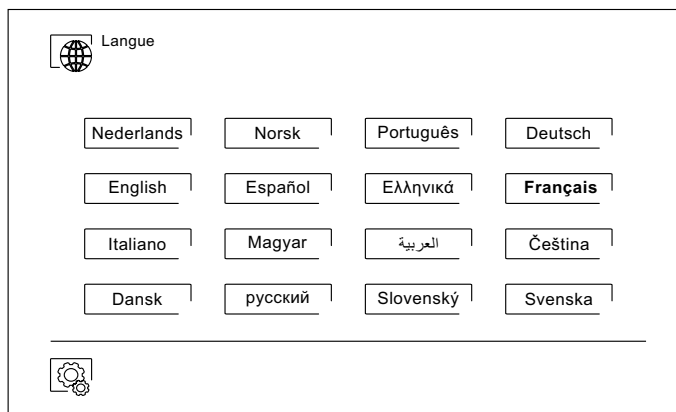 Langue
Nederlands Norsk Português Deutsch
English Español Ελληνικά Français
Italiano Magyar العربية Čeština
Dansk русский Slovenský Svenska